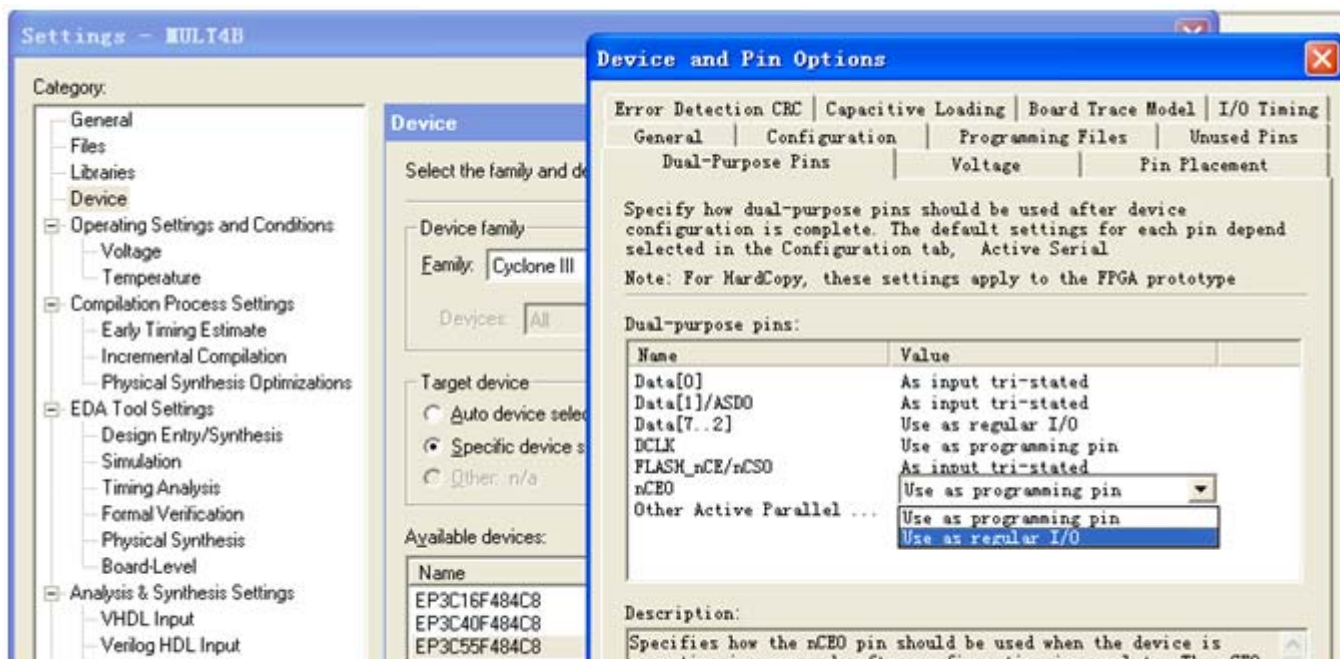 Settings - MULT4B
Category:
General
Files
Libraries
Device
Operating Settings and Conditions
Voltage
Temperature
Compilation Process Settings
Early Timing Estimate
Incremental Compilation
Physical Synthesis Optimizations
EDA Tool Settings
Design Entry/Synthesis
Simulation
Timing Analysis
Formal Verification
Physical Synthesis
Board-Level
Analysis & Synthesis Settings
VHDL Input
Verilog HDL Input
Device
Select the family and de
Device family
Family: Cyclone III
Devices: All
Target device
Auto device selec
Specific device s
Other: n/a
Available devices:
Name
EP3C16F484C8
EP3C40F484C8
EP3C55F484C8
Device and Pin Options
Error Detection CRC Capacitive Loading Board Trace Model I/O Timing
General Configuration Programming Files Unused Pins
Dual-Purpose Pins Voltage Pin Placement
Specify how dual-purpose pins should be used after device
configuration is complete. The default settings for each pin depend
selected in the Configuration tab, Active Serial
Note: For HardCopy, these settings apply to the FPGA prototype
Dual-purpose pins:
Name Value
Data[0] As input tri-stated
Data[1]/ASDO As input tri-stated
Data[7..2] Use as regular I/O
DCLK Use as programming pin
FLASH_nCE/nCSO As input tri-stated
nCEO Use as programming pin
Other Active Parallel ... Use as programming pin
Use as regular I/O
Description:
Specifies how the nCEO pin should be used when the device is